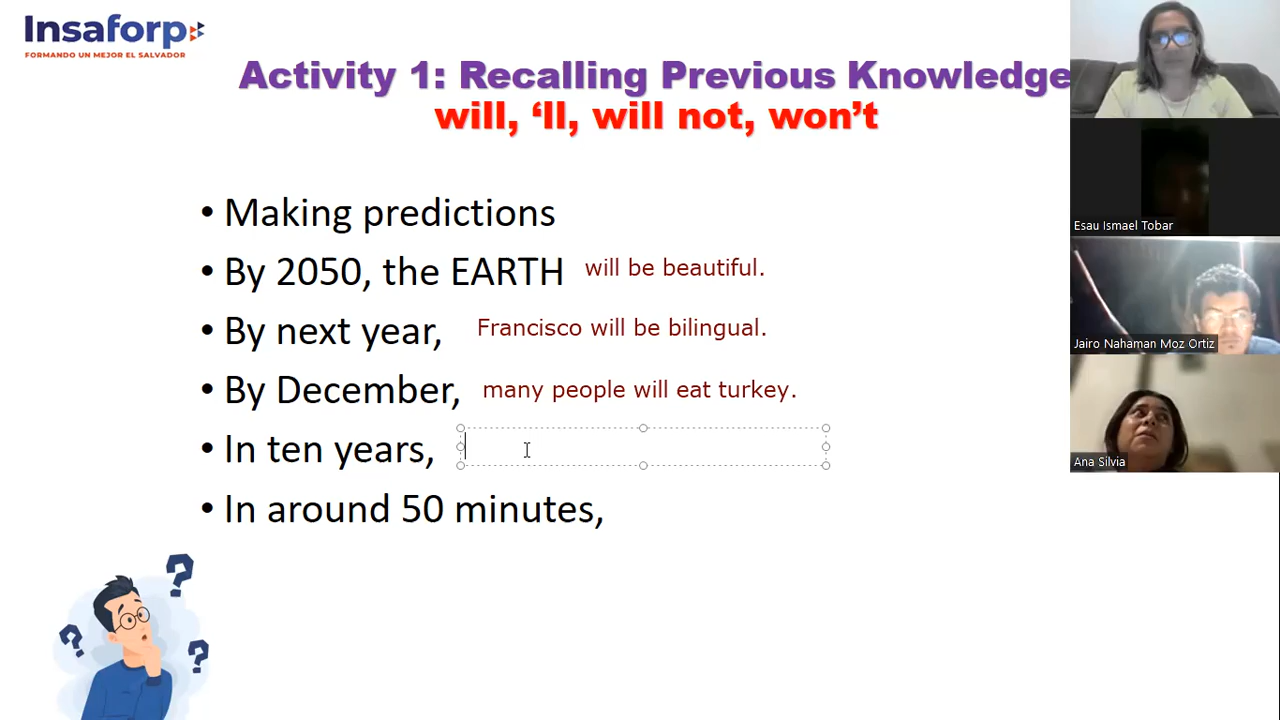 Insaforp
FORMANDO UN MEJOR EL SALVADOR
Activity 1: Recalling Previous Knowledge
will, ‘ll, will not, won’t
• Making predictions
• By 2050, the EARTH will be beautiful.
• By next year, Francisco will be bilingual.
• By December, many people will eat turkey.
• In ten years,
• In around 50 minutes,
? ? ?
Esau Ismael Tobar
Jairo Nahaman Moz Ortiz
Ana Silvia